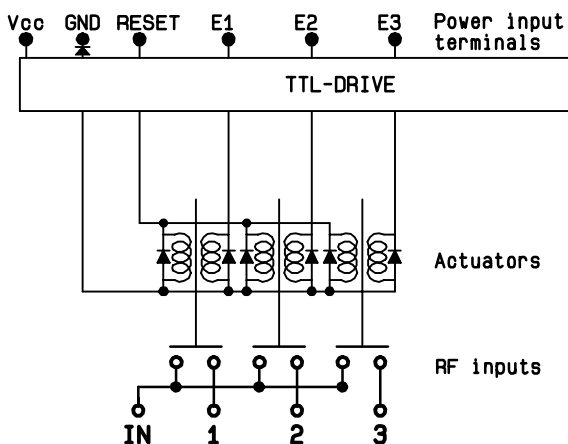 Vcc GND RESET E1 E2 E3 Power input
terminals
TTL-DRIVE
Actuators
RF inputs
IN 1 2 3